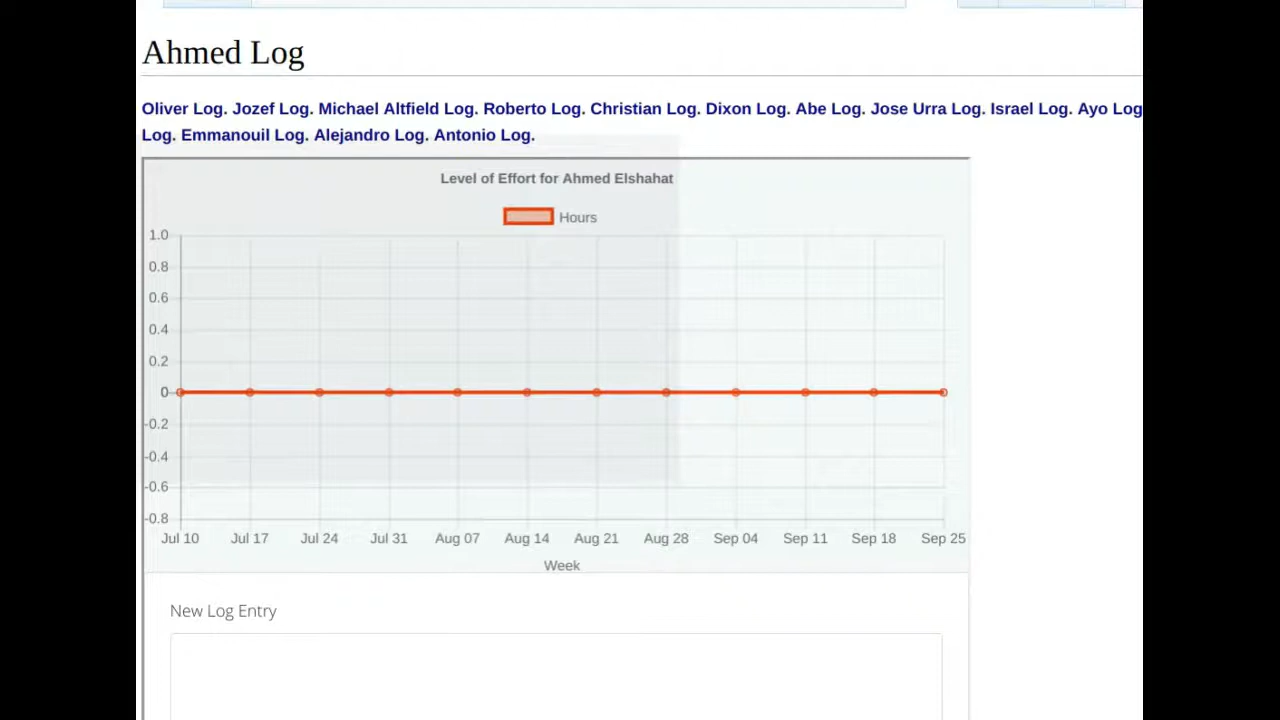 Ahmed Log
Oliver Log. Jozef Log. Michael Altfield Log. Roberto Log. Christian Log. Dixon Log. Abe Log. Jose Urra Log. Israel Log. Ayo Log
Log. Emmanouil Log. Alejandro Log. Antonio Log.
Level of Effort for Ahmed Elshahat
Hours
1.0
0.8
0.6
0.4
0.2
0
-0.2
-0.4
-0.6
-0.8
Jul 10 Jul 17 Jul 24 Jul 31 Aug 07 Aug 14 Aug 21 Aug 28 Sep 04 Sep 11 Sep 18 Sep 25
Week
New Log Entry